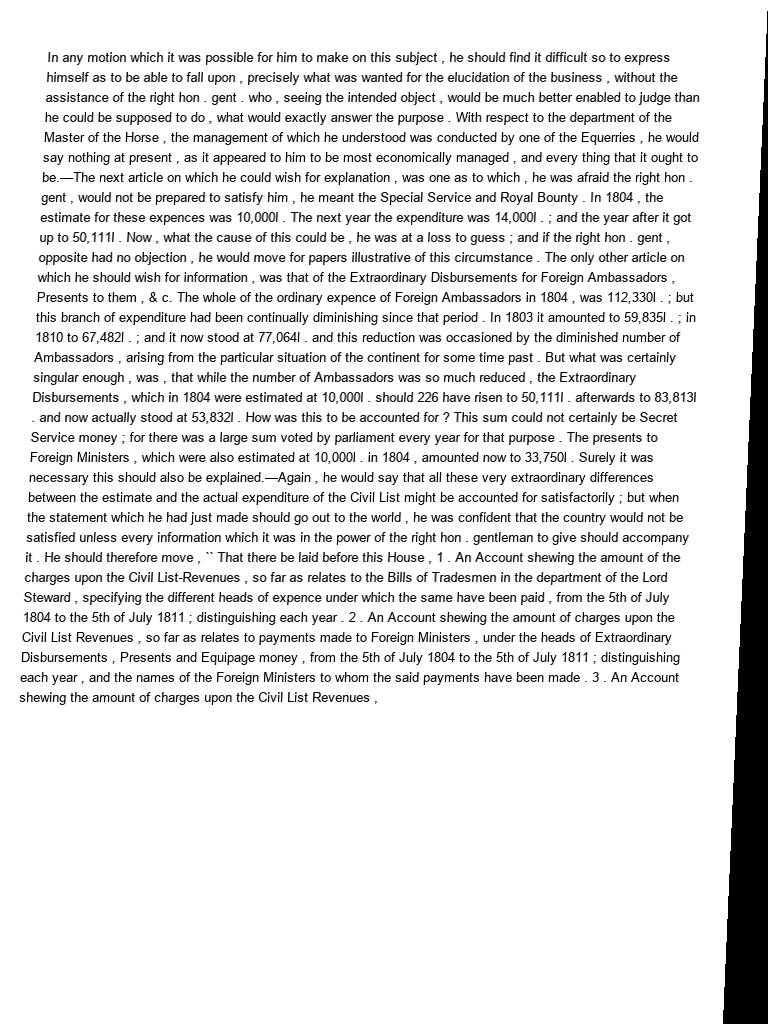 In any motion which it was possible for him to make on this subject , he should find it difficult so to express
himself as to be able to fall upon , precisely what was wanted for the elucidation of the business , without the
assistance of the right hon . gent . who , seeing the intended object , would be much better enabled to judge than
he could be supposed to do , what would exactly answer the purpose . With respect to the department of the
Master of the Horse , the management of which he understood was conducted by one of the Equerries , he would
say nothing at present , as it appeared to him to be most economically managed , and every thing that it ought to
be.—The next article on which he could wish for explanation , was one as to which , he was afraid the right hon .
gent , would not be prepared to satisfy him , he meant the Special Service and Royal Bounty . In 1804 , the
estimate for these expences was 10,000l . The next year the expenditure was 14,000l . ; and the year after it got
up to 50,111l . Now , what the cause of this could be , he was at a loss to guess ; and if the right hon . gent ,
opposite had no objection , he would move for papers illustrative of this circumstance . The only other article on
which he should wish for information , was that of the Extraordinary Disbursements for Foreign Ambassadors ,
Presents to them , & c. The whole of the ordinary expence of Foreign Ambassadors in 1804 , was 112,330l . ; but
this branch of expenditure had been continually diminishing since that period . In 1803 it amounted to 59,835l . ; in
1810 to 67,482l . ; and it now stood at 77,064l . and this reduction was occasioned by the diminished number of
Ambassadors , arising from the particular situation of the continent for some time past . But what was certainly
singular enough , was , that while the number of Ambassadors was so much reduced , the Extraordinary
Disbursements , which in 1804 were estimated at 10,000l . should 226 have risen to 50,111l . afterwards to 83,813l
. and now actually stood at 53,832l . How was this to be accounted for ? This sum could not certainly be Secret
Service money ; for there was a large sum voted by parliament every year for that purpose . The presents to
Foreign Ministers , which were also estimated at 10,000l . in 1804 , amounted now to 33,750l . Surely it was
necessary this should also be explained.—Again , he would say that all these very extraordinary differences
between the estimate and the actual expenditure of the Civil List might be accounted for satisfactorily ; but when
the statement which he had just made should go out to the world , he was confident that the country would not be
satisfied unless every information which it was in the power of the right hon . gentleman to give should accompany
it . He should therefore move , `` That there be laid before this House , 1 . An Account shewing the amount of the
charges upon the Civil List-Revenues , so far as relates to the Bills of Tradesmen in the department of the Lord
Steward , specifying the different heads of expence under which the same have been paid , from the 5th of July
1804 to the 5th of July 1811 ; distinguishing each year . 2 . An Account shewing the amount of charges upon the
Civil List Revenues , so far as relates to payments made to Foreign Ministers , under the heads of Extraordinary
Disbursements , Presents and Equipage money , from the 5th of July 1804 to the 5th of July 1811 ; distinguishing
each year , and the names of the Foreign Ministers to whom the said payments have been made . 3 . An Account
shewing the amount of charges upon the Civil List Revenues ,